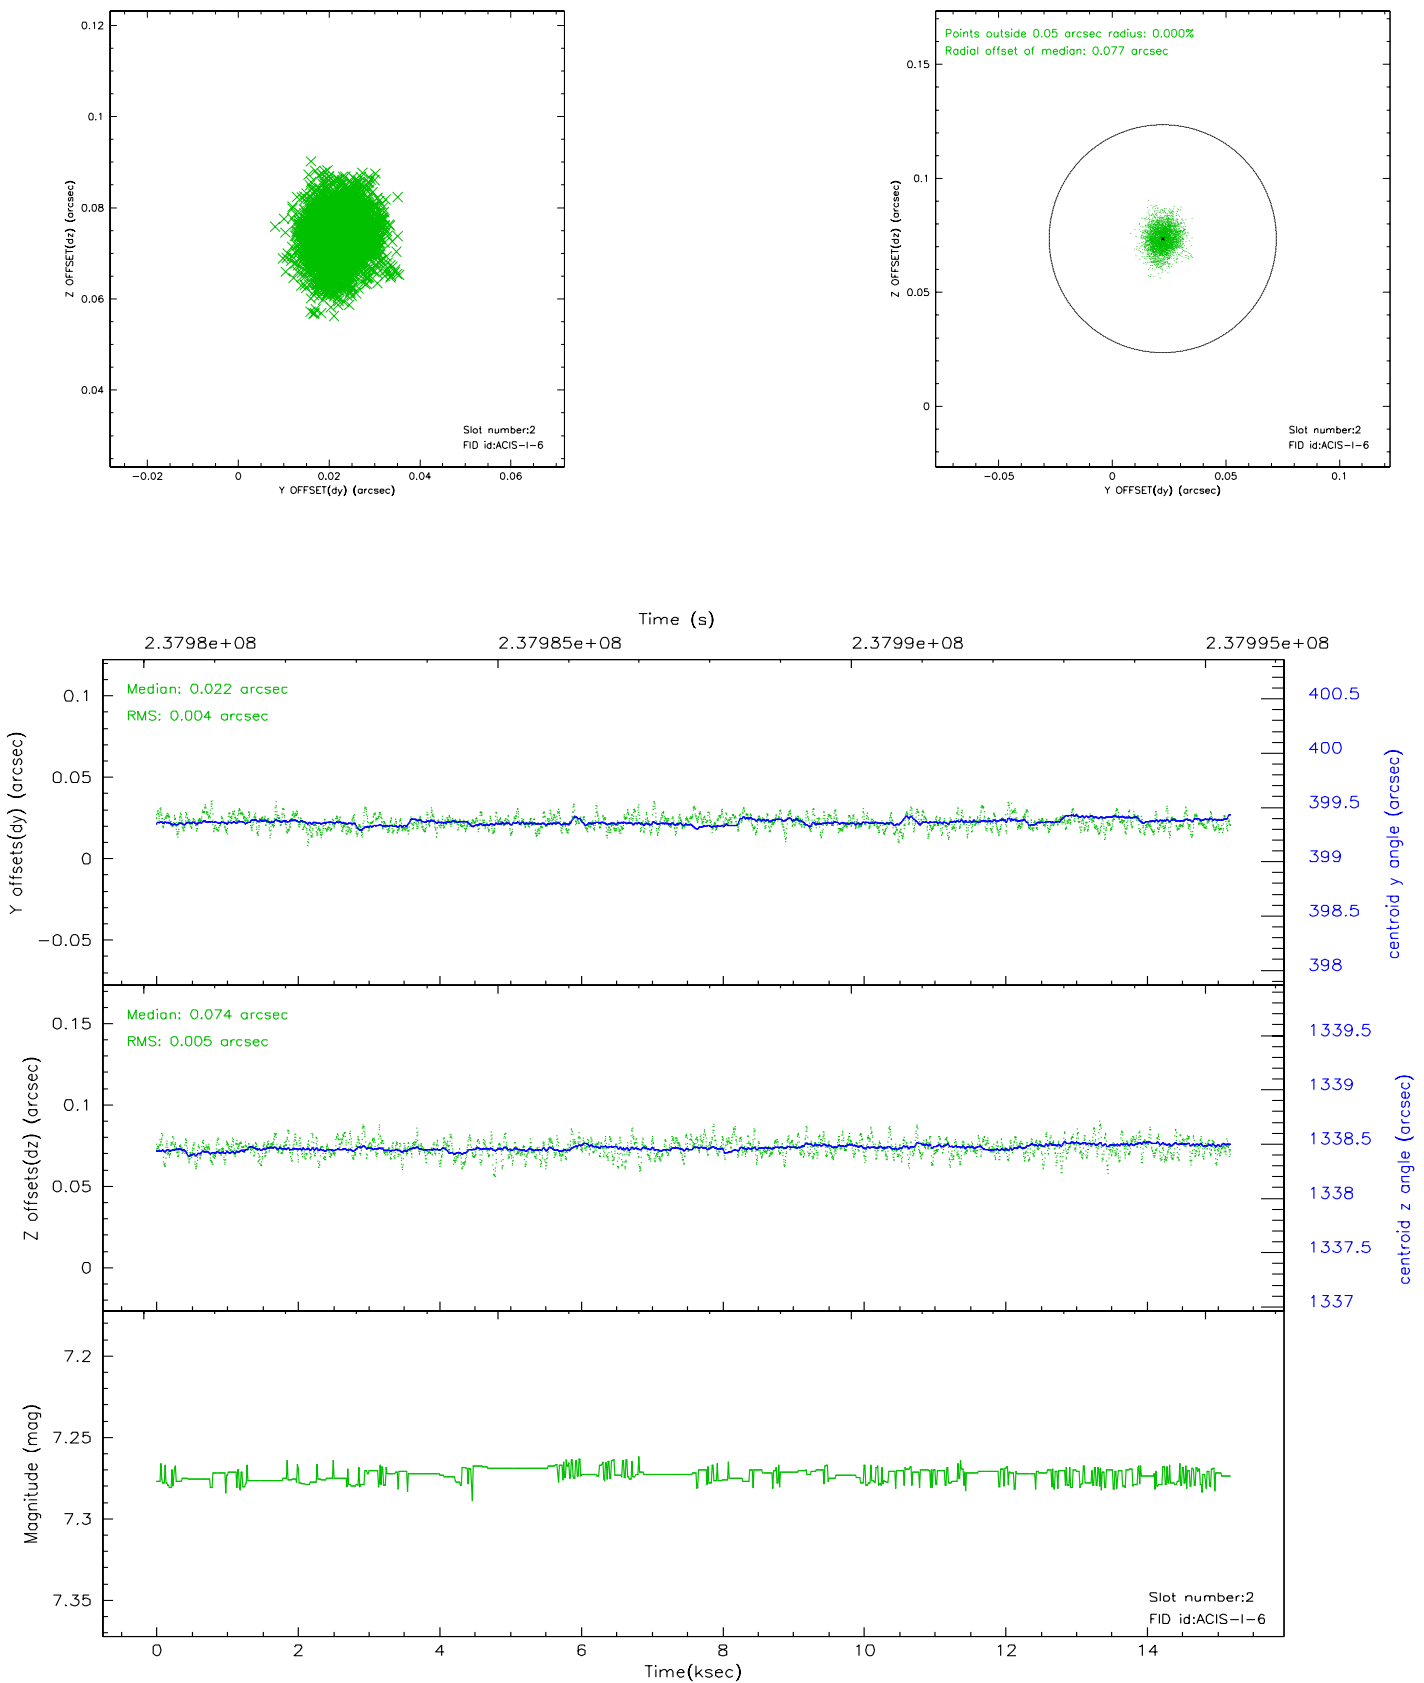 0.12
0.1
0.08
0.06
0.04
Z OFFSET(dz) (arcsec)
Slot number:2
FID id:ACIS-I-6
-0.02 0 0.02 0.04 0.06
Y OFFSET(dy) (arcsec)
Points outside 0.05 arcsec radius: 0.000%
Radial offset of median: 0.077 arcsec
0.15
0.1
0.05
0
Z OFFSET(dz) (arcsec)
Slot number:2
FID id:ACIS-I-6
-0.05 0 0.05 0.1
Y OFFSET(dy) (arcsec)
Time (s)
2.3798e+08 2.37985e+08 2.3799e+08 2.37995e+08
Median: 0.022 arcsec
RMS: 0.004 arcsec
0.1
0.05
0
-0.05
Y offsets(dy) (arcsec)
400.5
400
399.5
399
398.5
398
centroid y angle (arcsec)
Median: 0.074 arcsec
RMS: 0.005 arcsec
0.15
0.1
0.05
0
Z offsets(dz) (arcsec)
1339.5
1339
1338.5
1338
1337.5
1337
centroid z angle (arcsec)
7.2
7.25
7.3
7.35
Magnitude (mag)
Slot number:2
FID id:ACIS-I-6
0 2 4 6 8 10 12 14
Time(ksec)